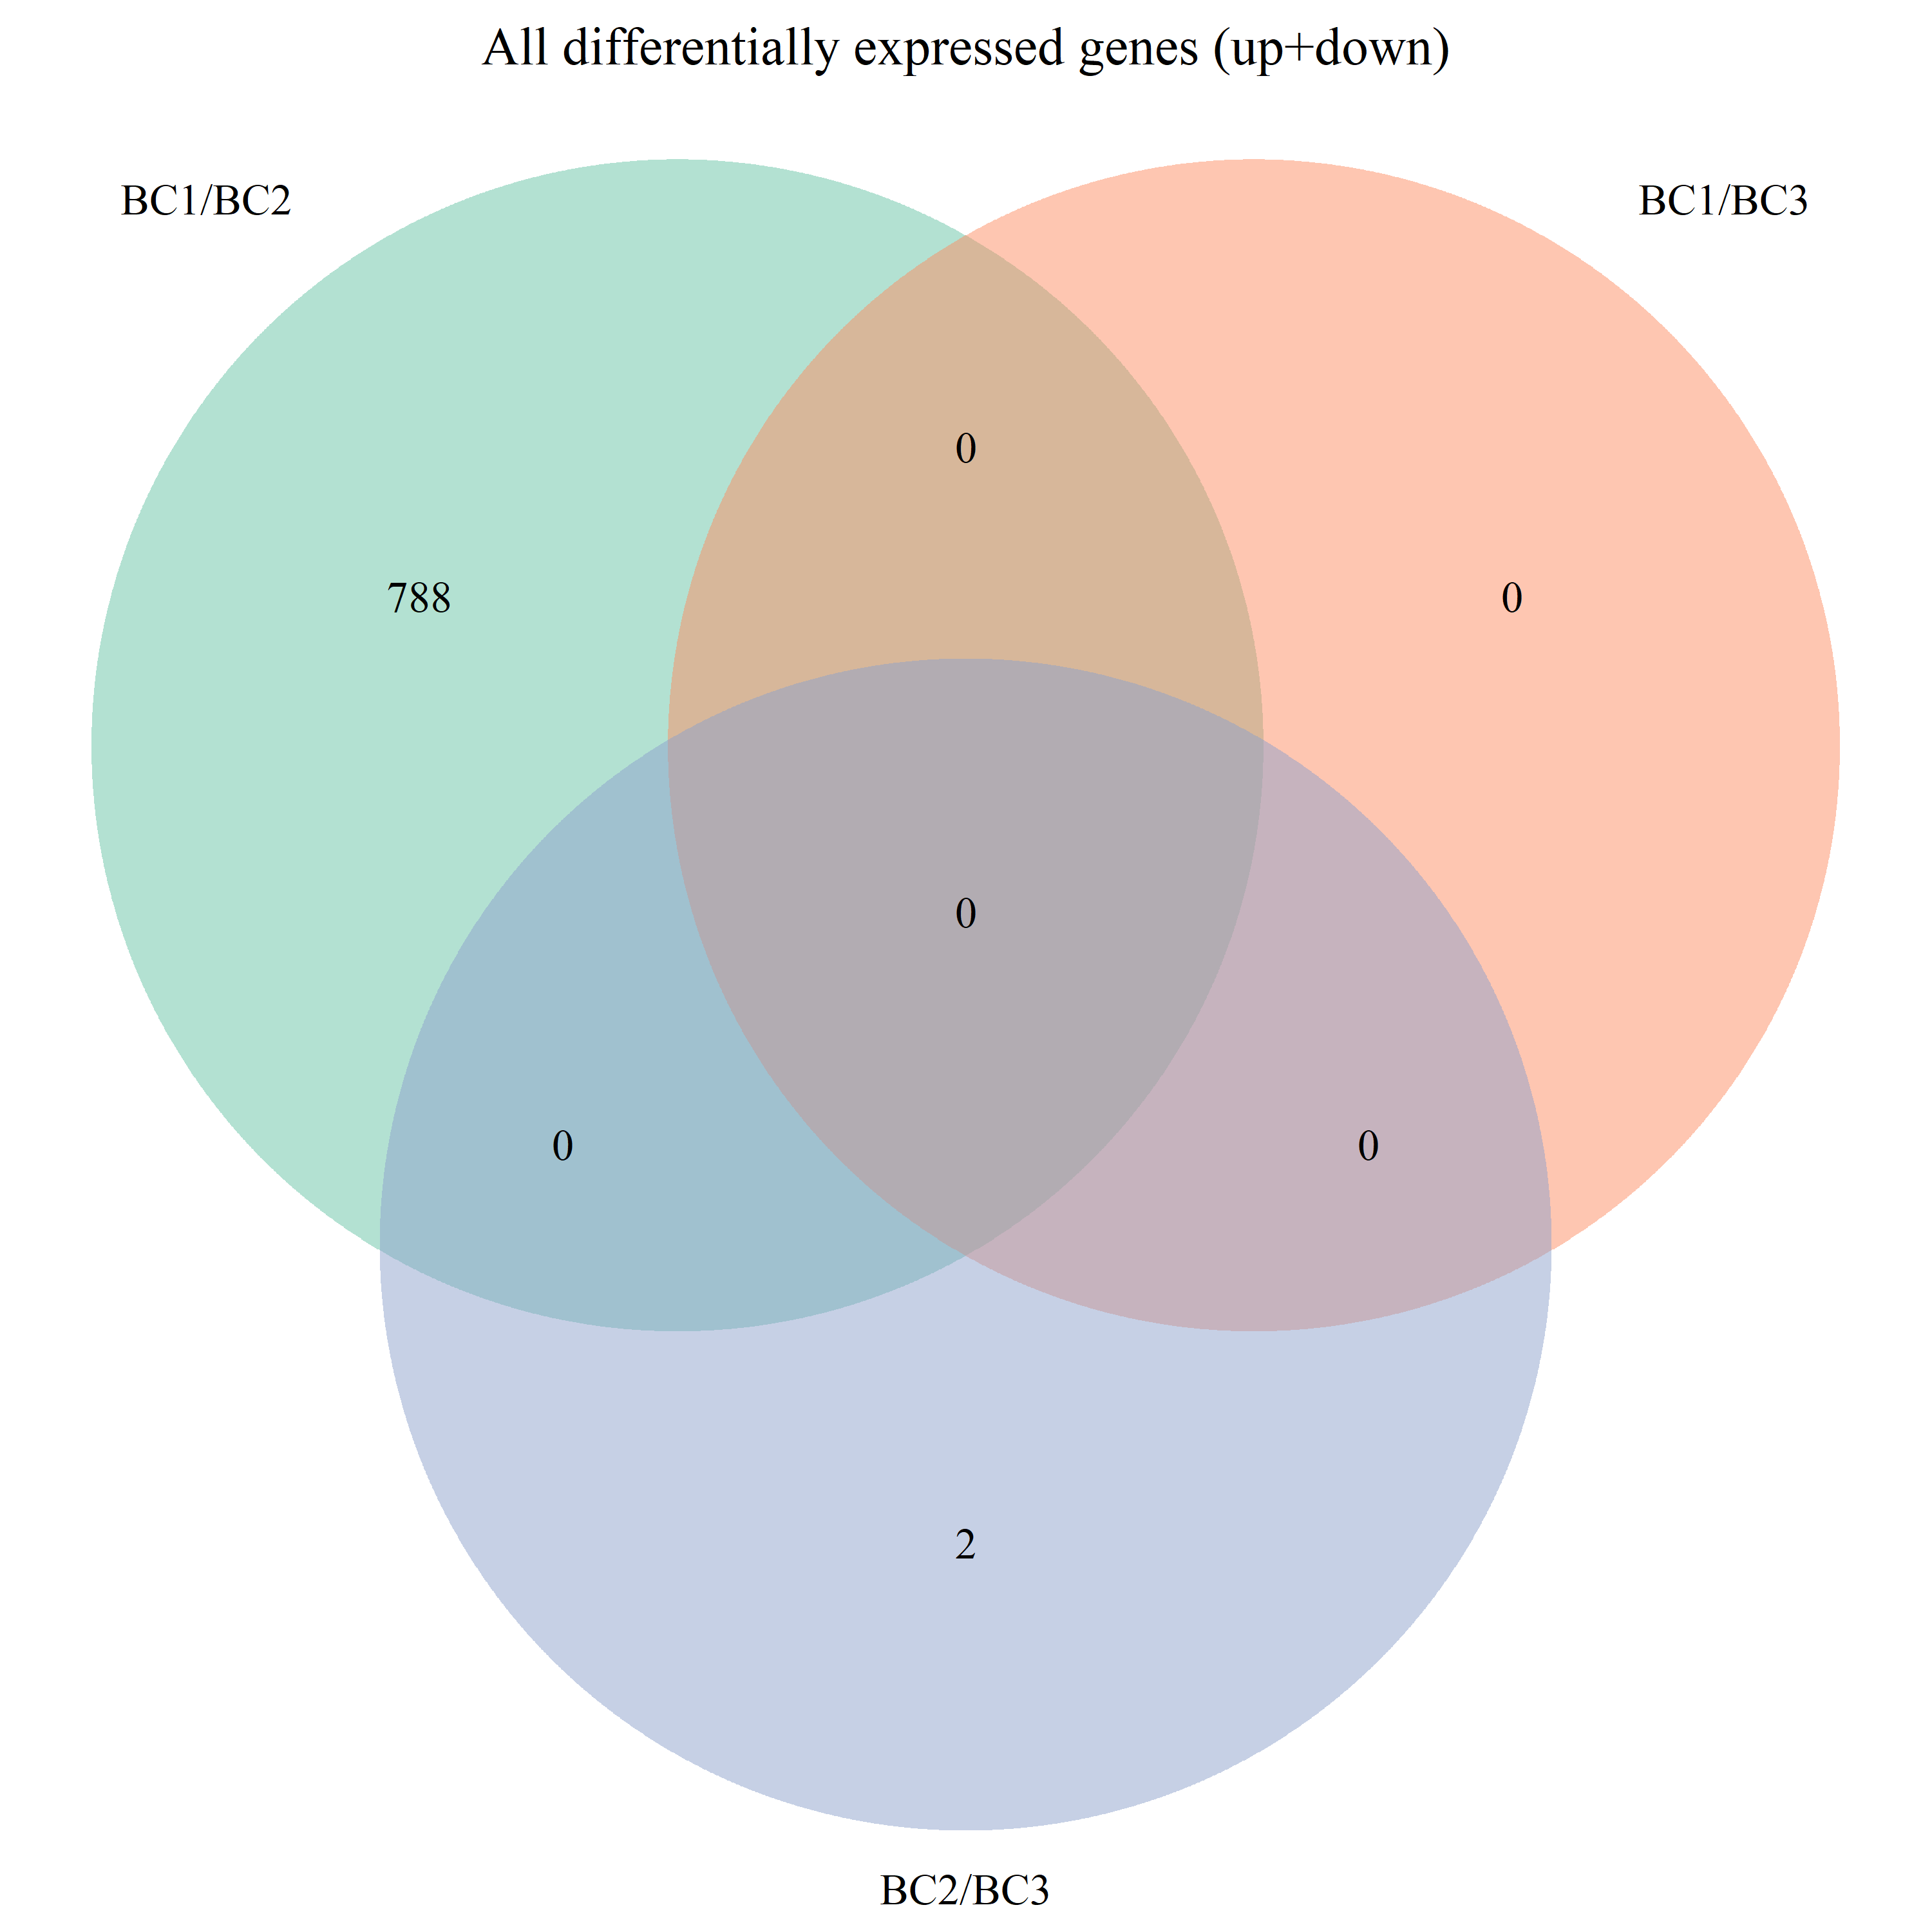 All differentially expressed genes (up+down)
BC1/BC2
BC1/BC3
0
788
0
0
0
0
2
BC2/BC3